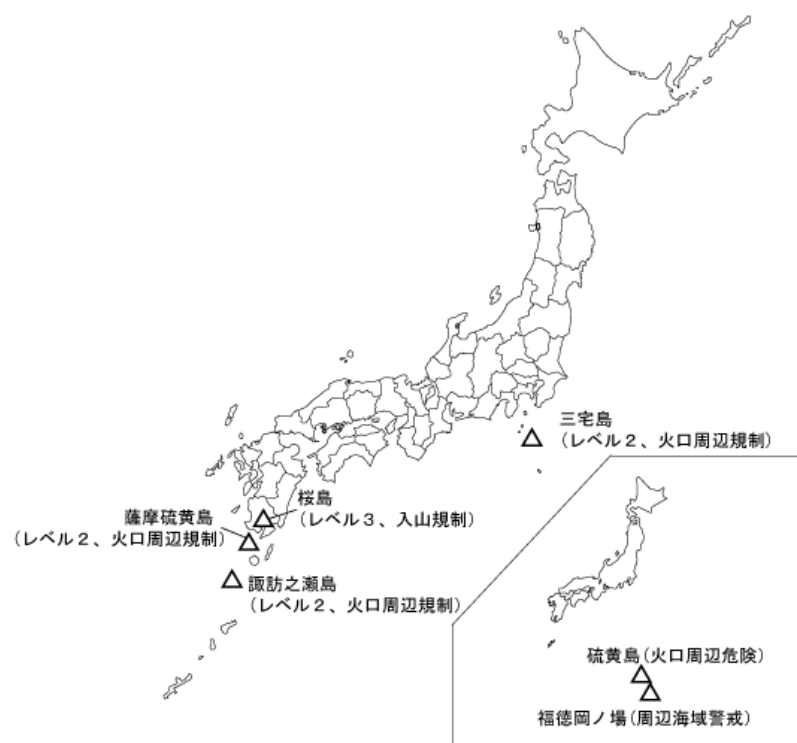 三宅島
（レベル２、火口周辺規制）
桜島
（レベル３、入山規制）
薩摩硫黄島
（レベル２、火口周辺規制）
諏訪之瀬島
（レベル２、火口周辺規制）
硫黄島（火口周辺危険）
福徳岡ノ場（周辺海域警戒）